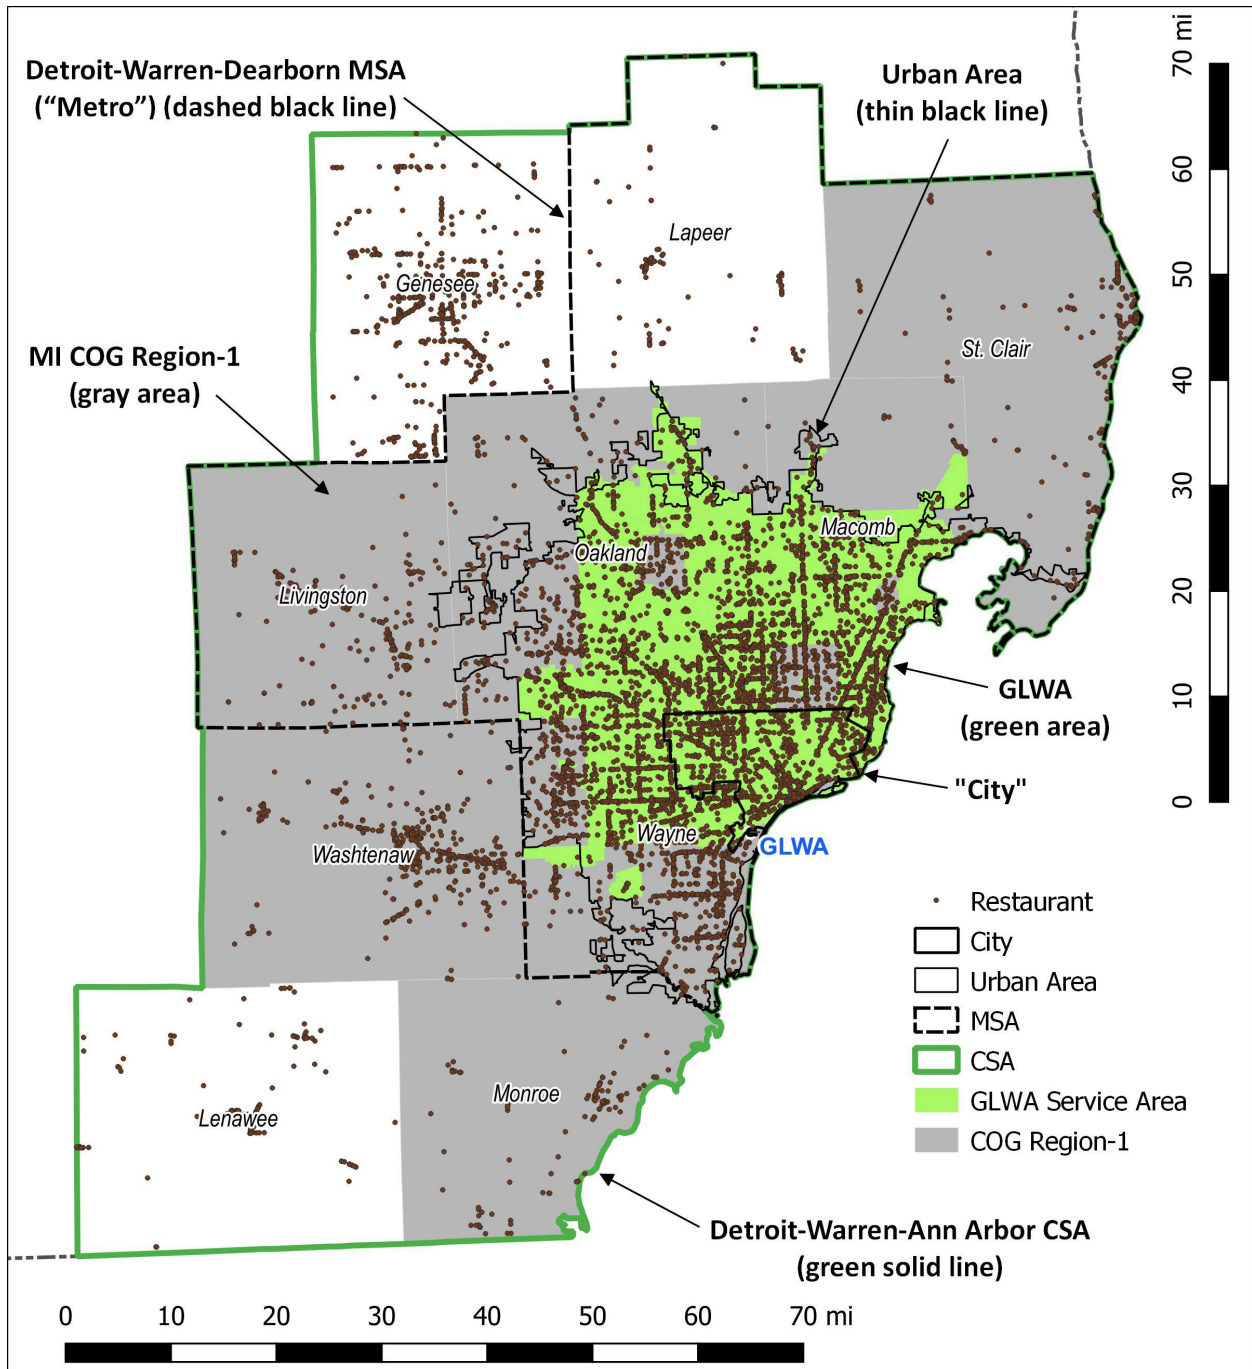 Detroit-Warren-Dearborn MSA
(“Metro”) (dashed black line)
Urban Area
(thin black line)
70 mi
60
50
40
30
20
10
0
Lapeer
Genesee
St. Clair
MI COG Region-1
(gray area)
Macomb
Oakland
Livingston
GLWA
(green area)
"City"
Wayne
GLWA
Washtenaw
Restaurant
City
Urban Area
MSA
CSA
GLWA Service Area
COG Region-1
Monroe
Lenawee
Detroit-Warren-Ann Arbor CSA
(green solid line)
0 10 20 30 40 50 60 70 mi